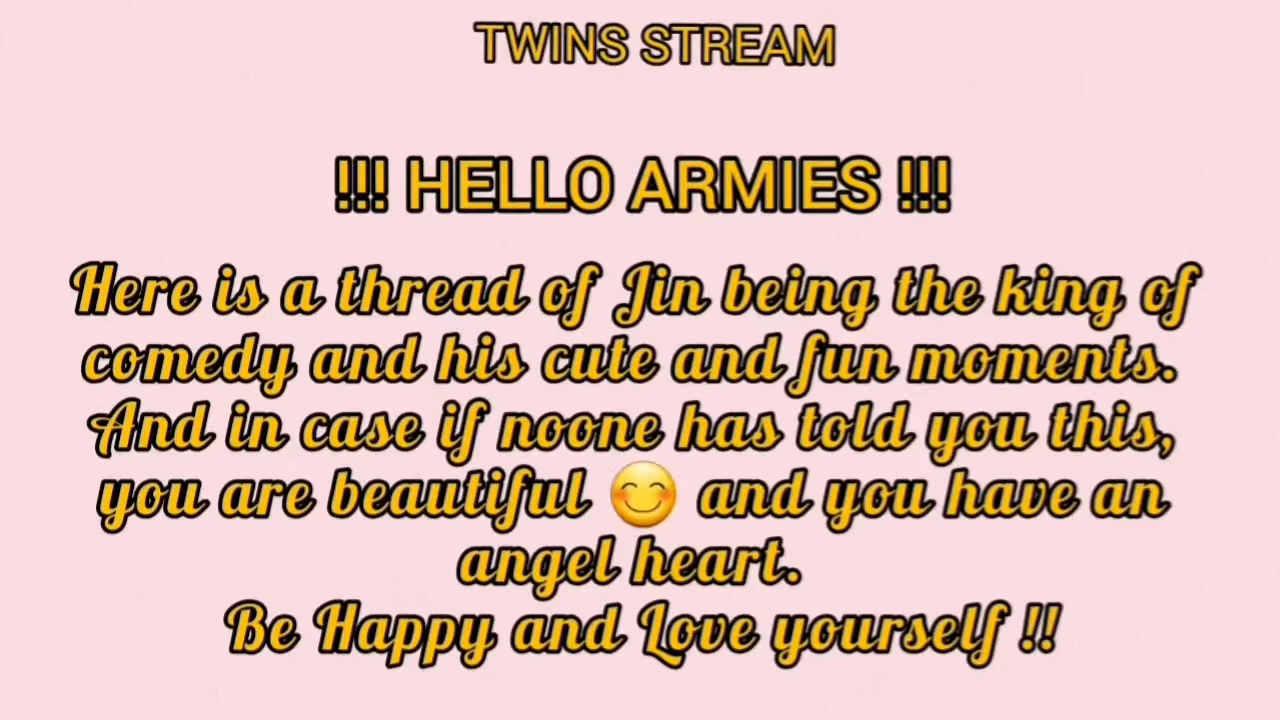 TWINS STREAM
!!! HELLO ARMIES !!!
Here is a thread of Jin being the king of
comedy and his cute and fun moments.
And in case if noone has told you this,
you are beautiful 😊 and you have an
angel heart.
Be Happy and Love yourself !!